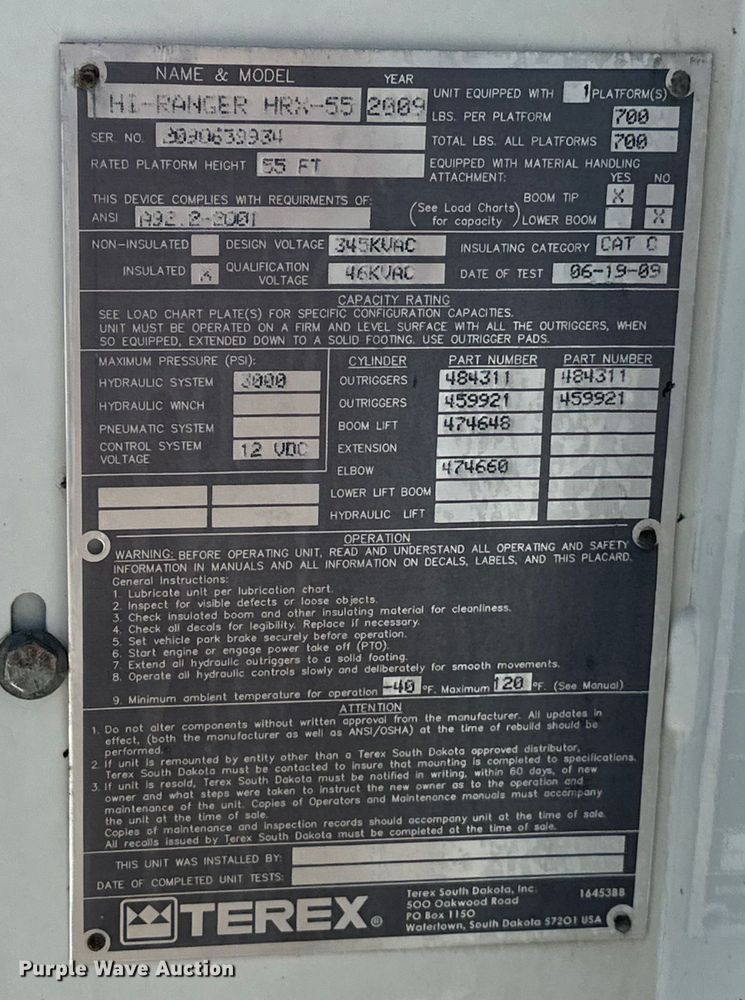 NAME & MODEL YEAR
HI-RANGER HRX-55 2009
UNIT EQUIPPED WITH 1 PLATFORM(S)
LBS. PER PLATFORM 700
SER. NO. 2090639934
TOTAL LBS. ALL PLATFORMS 700
RATED PLATFORM HEIGHT 55 FT
EQUIPPED WITH MATERIAL HANDLING
ATTACHMENT: YES NO
THIS DEVICE COMPLIES WITH REQUIRMENTS OF:
ANSI A92.2-2001
(See Load Charts for capacity)
BOOM TIP X
LOWER BOOM X
NON-INSULATED DESIGN VOLTAGE 345KVAC INSULATING CATEGORY CAT C
INSULATED X QUALIFICATION VOLTAGE 46KVAC DATE OF TEST 06-19-09
CAPACITY RATING
SEE LOAD CHART PLATE(S) FOR SPECIFIC CONFIGURATION CAPACITIES.
UNIT MUST BE OPERATED ON A FIRM AND LEVEL SURFACE WITH ALL THE OUTRIGGERS, WHEN
SO EQUIPPED, EXTENDED DOWN TO A SOLID FOOTING. USE OUTRIGGER PADS.
MAXIMUM PRESSURE (PSI):
HYDRAULIC SYSTEM 3000
HYDRAULIC WINCH
PNEUMATIC SYSTEM
CONTROL SYSTEM
VOLTAGE 12 VDC
CYLINDER PART NUMBER PART NUMBER
OUTRIGGERS 484311 484311
OUTRIGGERS 459921 459921
BOOM LIFT 474648
EXTENSION
ELBOW 474660
LOWER LIFT BOOM
HYDRAULIC LIFT
OPERATION
WARNING: BEFORE OPERATING UNIT, READ AND UNDERSTAND ALL OPERATING AND SAFETY
INFORMATION IN MANUALS AND ALL INFORMATION ON DECALS, LABELS, AND THIS PLACARD.
General Instructions:
1. Lubricate unit per lubrication chart.
2. Inspect for visible defects or loose objects.
3. Check insulated boom and other insulating material for cleanliness.
4. Check all decals for legibility. Replace if necessary.
5. Set vehicle park brake securely before operation.
6. Start engine or engage power take off (PTO).
7. Extend all hydraulic outriggers to a solid footing.
8. Operate all hydraulic controls slowly and deliberately for smooth movements.
9. Minimum ambient temperature for operation -40 °F. Maximum 120 °F. (See Manual)
ATTENTION
1. Do not alter components without written approval from the manufacturer. All updates in
effect, (both the manufacturer as well as ANSI/OSHA) at the time of rebuild should be
performed.
2. If unit is remounted by entity other than a Terex South Dakota approved distributor,
Terex South Dakota must be contacted to insure that mounting is completed to specifications.
3. If unit is resold, Terex South Dakota must be notified in writing, within 60 days, of new
owner and what steps were taken to instruct the new owner as to the operation and
maintenance of the unit. Copies of Operators and Maintenance manuals must accompany
the unit at the time of sale.
Copies of maintenance and inspection records should accompany unit at the time of sale.
All recalls issued by Terex South Dakota must be completed at the time of sale.
THIS UNIT WAS INSTALLED BY:
DATE OF COMPLETED UNIT TESTS:
TEREX®
Terex South Dakota, Inc. 164538B
500 Oakwood Road
PO Box 1150
Watertown, South Dakota 57201 USA
Purple Wave Auction